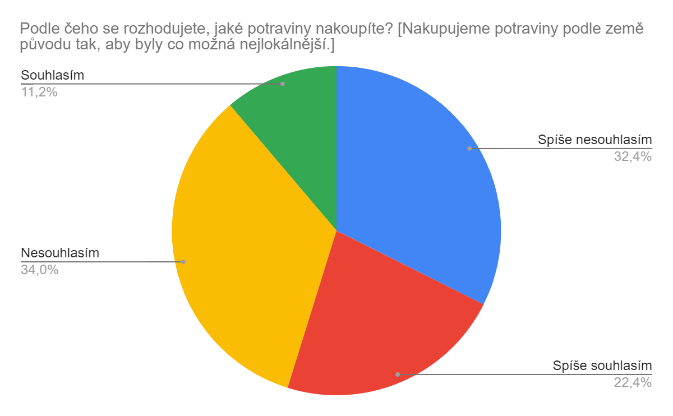 Podle čeho se rozhodujete, jaké potraviny nakoupíte? [Nakupujeme potraviny podle země
původu tak, aby byly co možná nejlokálnější.]
Souhlasím
11,2%
Spíše nesouhlasím
32,4%
Nesouhlasím
34,0%
Spíše souhlasím
22,4%